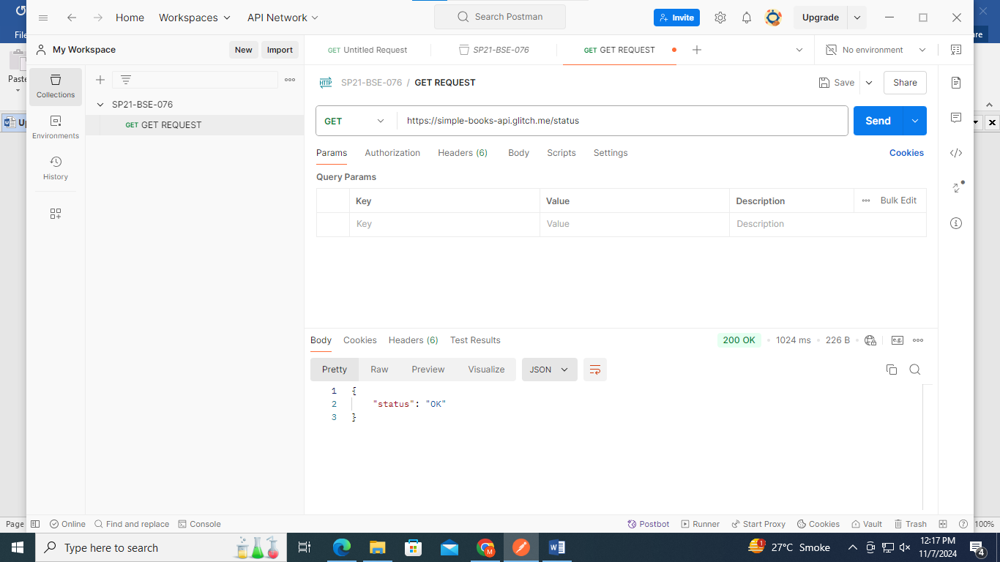 Home Workspaces API Network Search Postman Invite Upgrade
File
My Workspace New Import GET Untitled Request SP21-BSE-076 GET GET REQUEST No environment
Paste
Collections
SP21-BSE-076
GET GET REQUEST
Environments
History
SP21-BSE-076 / GET REQUEST Save Share
GET https://simple-books-api.glitch.me/status Send
Params Authorization Headers (6) Body Scripts Settings Cookies
Query Params
Key Value Description Bulk Edit
Key Value Description
Body Cookies Headers (6) Test Results 200 OK 1024 ms 226 B e.g.
Pretty Raw Preview Visualize JSON
1 {
2 "status": "OK"
3 }
Page Online Find and replace Console Postbot Runner Start Proxy Cookies Vault Trash 100%
Type here to search 27°C Smoke 12:17 PM
11/7/2024 4